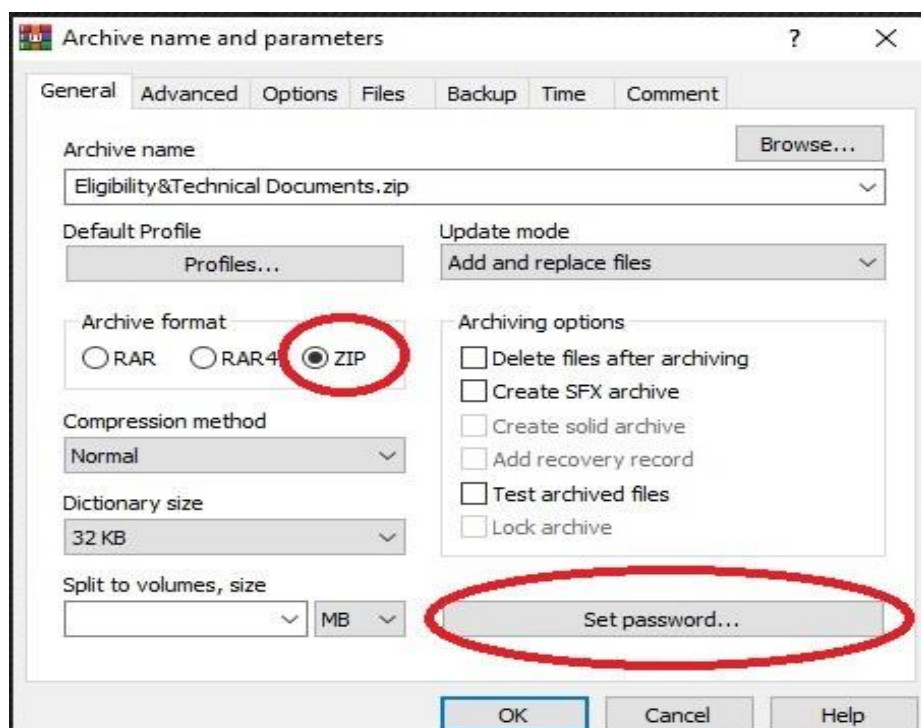 Archive name and parameters
?
General Advanced Options Files Backup Time Comment
Archive name
Browse...
Eligibility&Technical Documents.zip
Default Profile
Profiles...
Update mode
Add and replace files
Archive format
RAR RAR4 ZIP
Compression method
Normal
Dictionary size
32 KB
Split to volumes, size
MB
Archiving options
Delete files after archiving
Create SFX archive
Create solid archive
Add recovery record
Test archived files
Lock archive
Set password...
OK Cancel Help